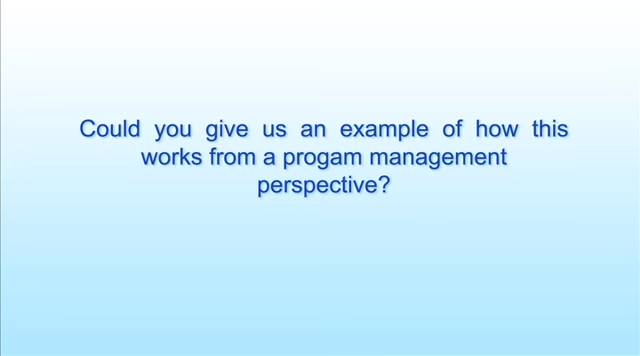 Could you give us an example of how this
works from a progam management
perspective?